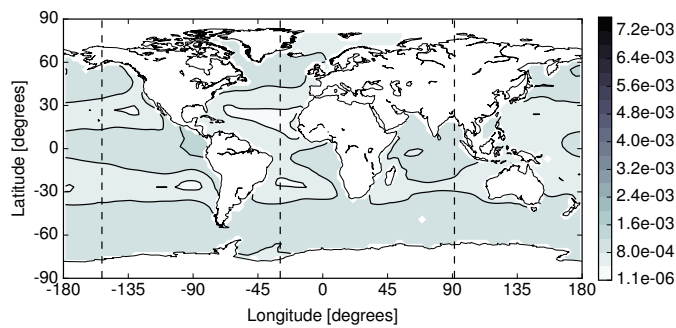 90
60
30
0
-30
-60
-90
Latitude [degrees]
-180 -135 -90 -45 0 45 90 135 180
Longitude [degrees]
7.2e-03
6.4e-03
5.6e-03
4.8e-03
4.0e-03
3.2e-03
2.4e-03
1.6e-03
8.0e-04
1.1e-06